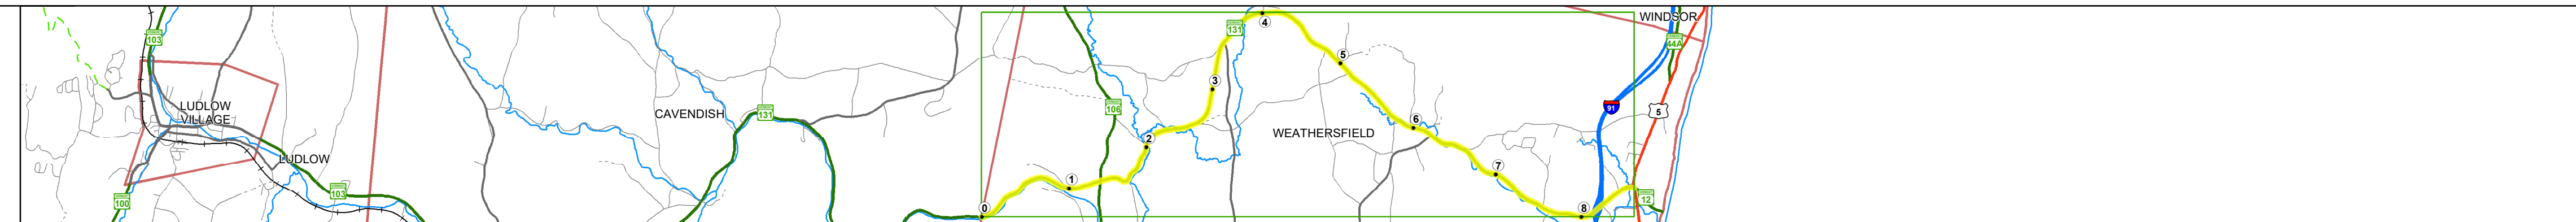 103
LUDLOW
VILLAGE
LUDLOW
100
103
CAVENDISH
131
0
1
106
2
3
131
4
WEATHERSFIELD
5
6
7
8
91
WINDSOR
44A
5
12